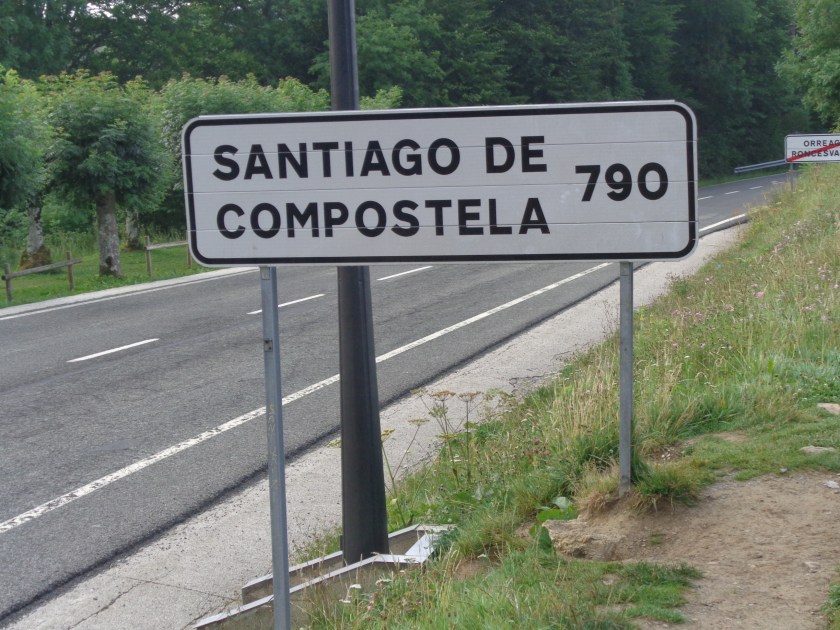 SANTIAGO DE
COMPOSTELA
790